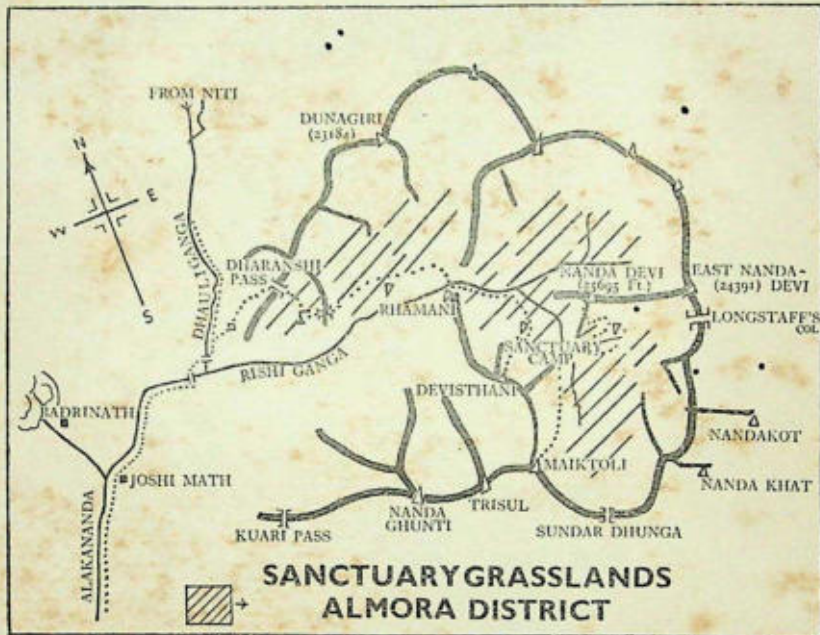 FROM NITI
DUNAGIRI
(23184)
N
E
W
S
DHAULI GANGA
DHARANSHI
PASS
RHAMANI
NANDA DEVI
(25695 Ft.)
EAST NANDA-
(24391) DEVI
LONGSTAFF'S
COL
SANCTUARY
CAMP
RISHI GANGA
DEVISTHANI
BADRINATH
JOSHI MATH
ALAKANANDA
NANDAKOT
MAIKTOLI
NANDA KHAT
NANDA
GHUNTI
TRISUL
KUARI PASS
SUNDAR DHUNGA
SANCTUARY GRASSLANDS
ALMORA DISTRICT